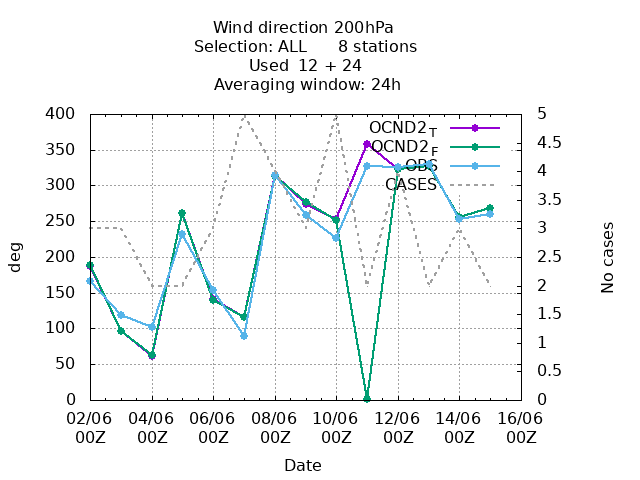 Wind direction 200hPa
Selection: ALL 8 stations
Used 12 + 24
Averaging window: 24h
OCND2T
OCND2F
OBS
CASES
400
350
300
250
200
150
100
50
0
deg
5
4.5
4
3.5
3
2.5
2
1.5
1
0.5
0
No cases
02/06 04/06 06/06 08/06 10/06 12/06 14/06 16/06
00Z 00Z 00Z 00Z 00Z 00Z 00Z 00Z
Date